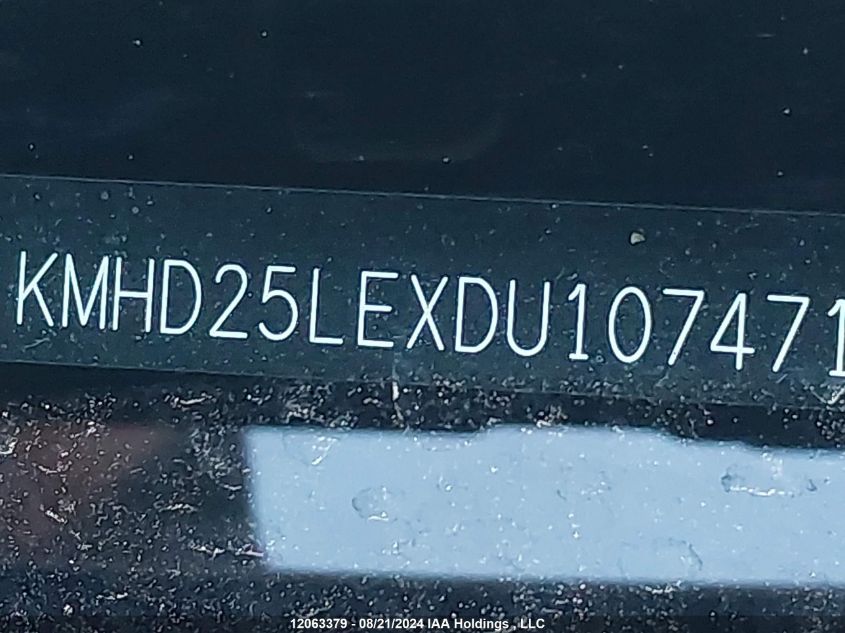 KMHD25LEXDU107471
12063379 - 08/21/2024 IAA Holdings , LLC